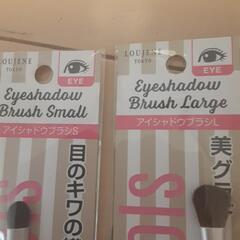 LOUJENE
TOKYO
EYE
Eyeshadow
Brush Small
アイシャドウブラシS
目のキワの
LOUJENE
TOKYO
EYE
Eyeshadow
Brush Large
アイシャドウブラシL
美グラ